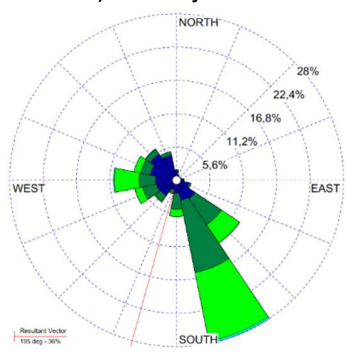 NORTH
28%
22,4%
16,8%
11,2%
5,6%
WEST
EAST
Resultant Vector
195 deg - 36%
SOUTH